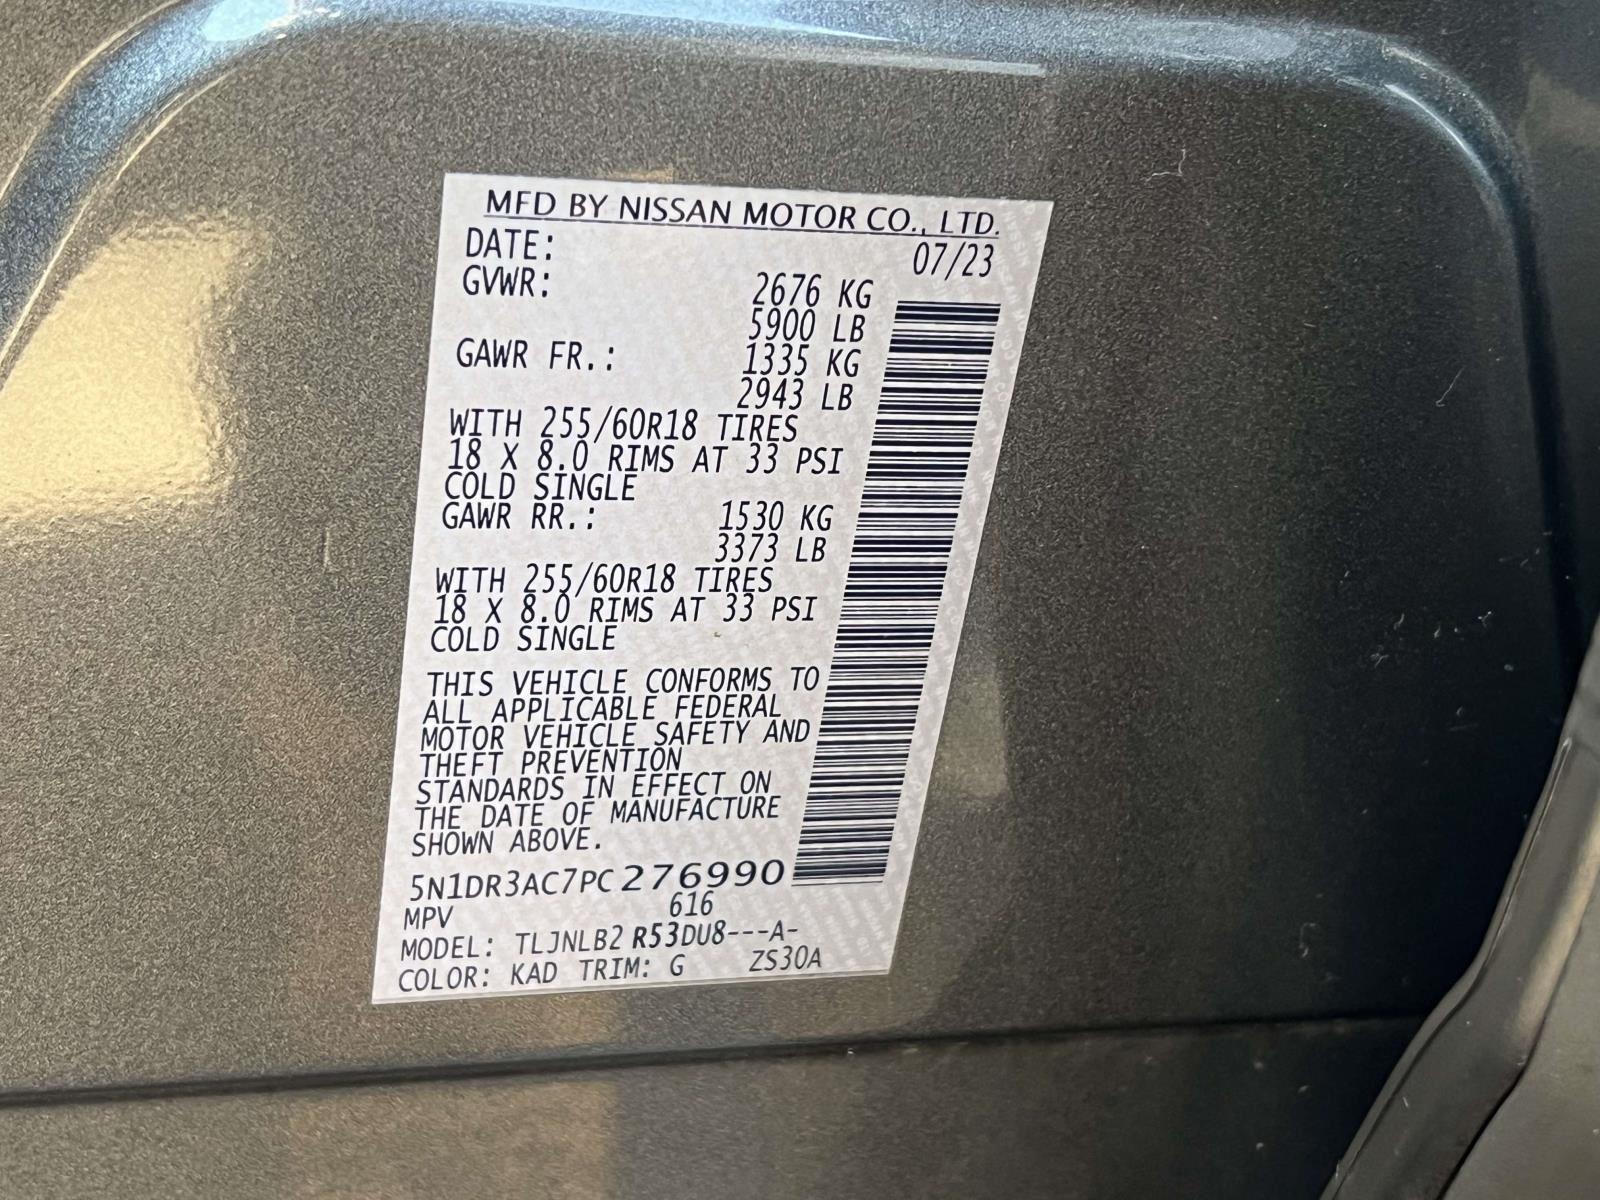 MFD BY NISSAN MOTOR CO., LTD.
DATE: 07/23
GVWR: 2676 KG
5900 LB
GAWR FR.: 1335 KG
2943 LB
WITH 255/60R18 TIRES
18 X 8.0 RIMS AT 33 PSI
COLD SINGLE
GAWR RR.: 1530 KG
3373 LB
WITH 255/60R18 TIRES
18 X 8.0 RIMS AT 33 PSI
COLD SINGLE
THIS VEHICLE CONFORMS TO
ALL APPLICABLE FEDERAL
MOTOR VEHICLE SAFETY AND
THEFT PREVENTION
STANDARDS IN EFFECT ON
THE DATE OF MANUFACTURE
SHOWN ABOVE.
5N1DR3AC7PC276990
MPV 616
MODEL: TLJNLB2 R53DU8---A-
COLOR: KAD TRIM: G ZS30A